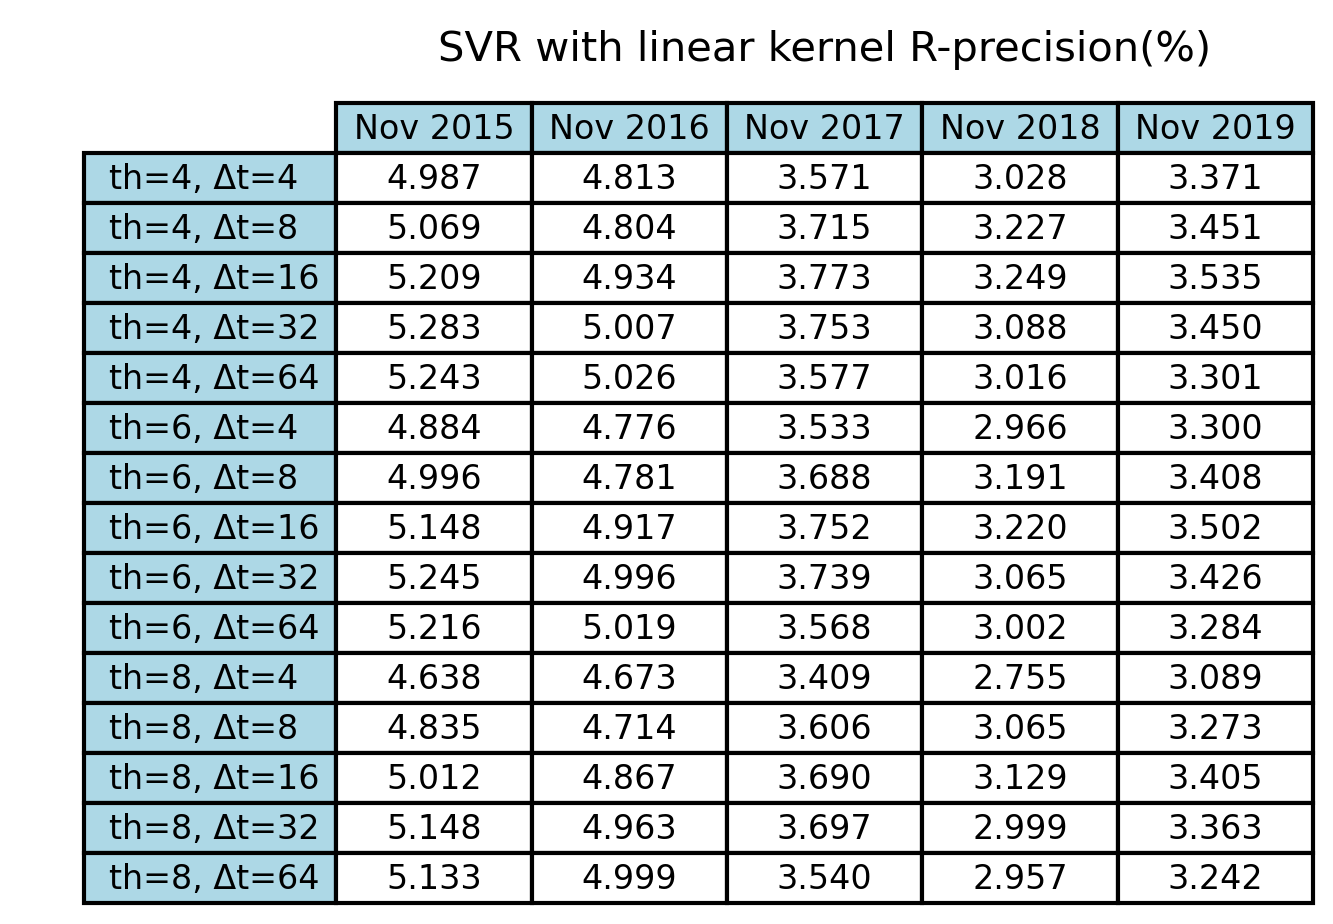 SVR with linear kernel R-precision(%)
Nov 2015 Nov 2016 Nov 2017 Nov 2018 Nov 2019
th=4, Δt=4 4.987 4.813 3.571 3.028 3.371
th=4, Δt=8 5.069 4.804 3.715 3.227 3.451
th=4, Δt=16 5.209 4.934 3.773 3.249 3.535
th=4, Δt=32 5.283 5.007 3.753 3.088 3.450
th=4, Δt=64 5.243 5.026 3.577 3.016 3.301
th=6, Δt=4 4.884 4.776 3.533 2.966 3.300
th=6, Δt=8 4.996 4.781 3.688 3.191 3.408
th=6, Δt=16 5.148 4.917 3.752 3.220 3.502
th=6, Δt=32 5.245 4.996 3.739 3.065 3.426
th=6, Δt=64 5.216 5.019 3.568 3.002 3.284
th=8, Δt=4 4.638 4.673 3.409 2.755 3.089
th=8, Δt=8 4.835 4.714 3.606 3.065 3.273
th=8, Δt=16 5.012 4.867 3.690 3.129 3.405
th=8, Δt=32 5.148 4.963 3.697 2.999 3.363
th=8, Δt=64 5.133 4.999 3.540 2.957 3.242